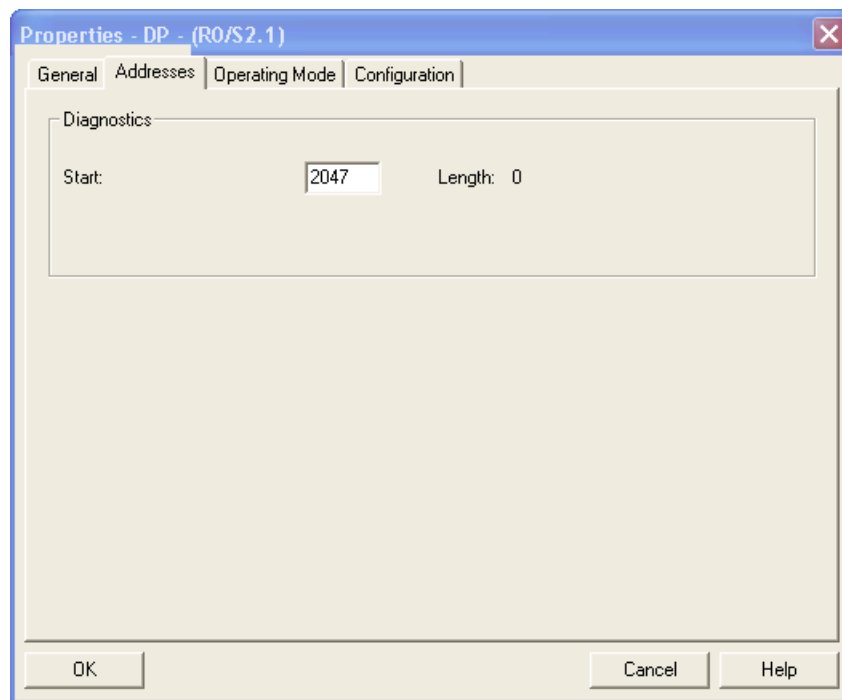 Properties - DP - (R0/S2.1)
General Addresses Operating Mode Configuration
Diagnostics
Start: 2047 Length: 0
OK Cancel Help